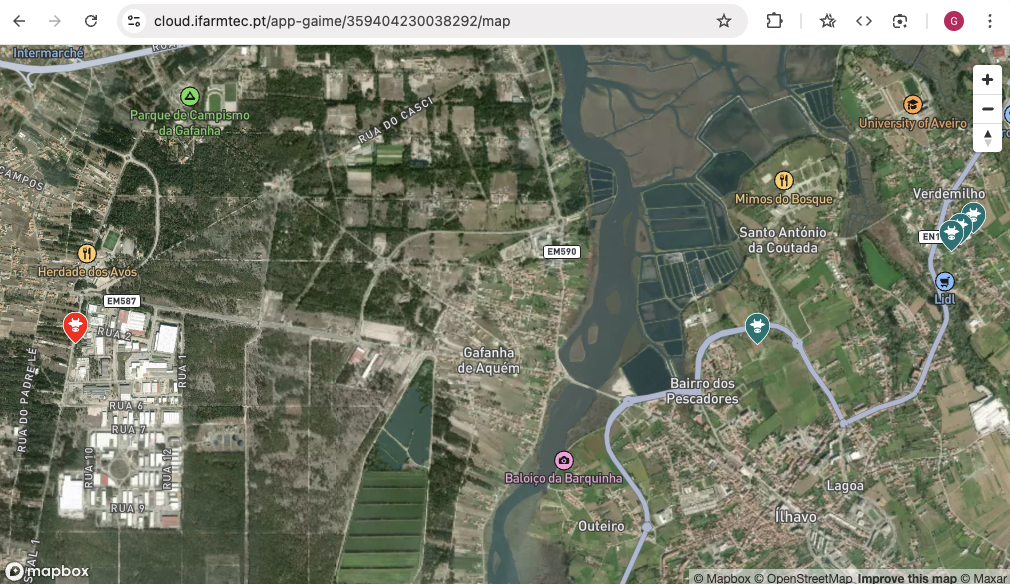 cloud.ifarmtec.pt/app-gaime/359404230038292/map
G
Intermarché
RUA
Parque de Campismo
da Gafanha
RUA DO CASCI
University of Aveiro
CAMPOS
Mimos do Bosque
Verdemilho
Santo António
da Coutada
EN1
EM590
Herdade dos Avós
EM587
Lidl
RUA 2
RUA 1
Gafanha
de Aquém
RUA DO PADRE LÉ
Bairro dos
Pescadores
RUA 6
RUA 7
RUA 10
RUA 12
Baloiço da Barquinha
Lagoa
RUA 9
Outeiro
Ílhavo
mapbox
© Mapbox © OpenStreetMap Improve this map © Maxar